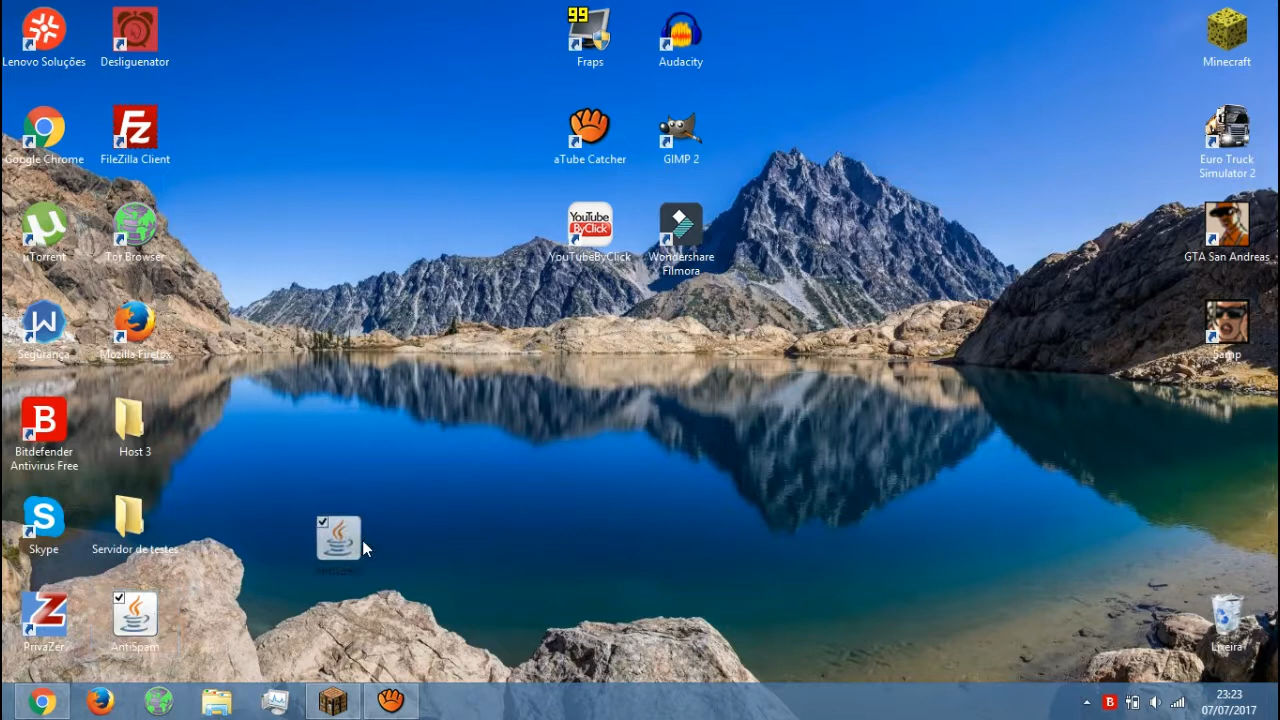 Lenovo Soluções
Desliguenator
99
Fraps
Audacity
Minecraft
Google Chrome
Fz
FileZilla Client
aTube Catcher
GIMP 2
Euro Truck
Simulator 2
µ
µTorrent
Tor Browser
YouTube
ByClick
YouTubeByClick
Wondershare
Filmora
GTA San Andreas
W
Segurança
Mozilla Firefox
Samp
B
Bitdefender
Antivirus Free
Host 3
S
Skype
Servidor de testes
Z
PrivaZer
AntiSpam
Lixeira
B
23:23
07/07/2017